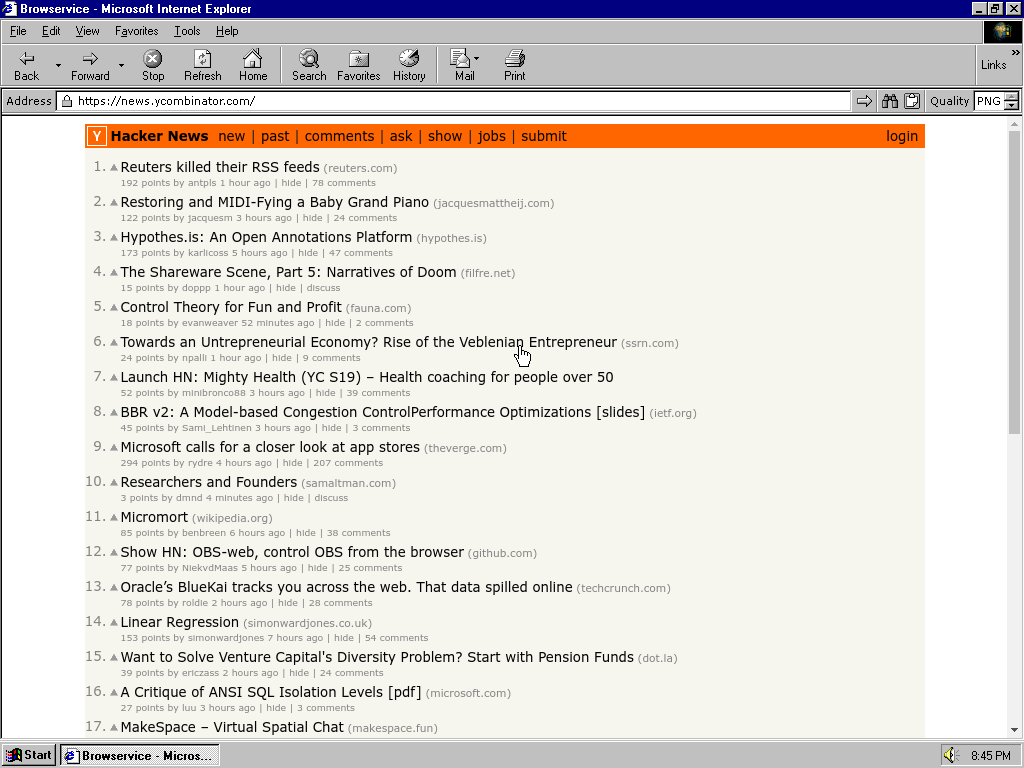 Browservice - Microsoft Internet Explorer
File Edit View Favorites Tools Help
Back Forward Stop Refresh Home Search Favorites History Mail Print Links »
Address https://news.ycombinator.com/ Quality PNG
Y Hacker News new | past | comments | ask | show | jobs | submit login
1. Reuters killed their RSS feeds (reuters.com)
192 points by antpls 1 hour ago | hide | 78 comments
2. Restoring and MIDI-Fying a Baby Grand Piano (jacquesmattheij.com)
122 points by jacquesm 3 hours ago | hide | 24 comments
3. Hypothes.is: An Open Annotations Platform (hypothes.is)
173 points by karlicoss 5 hours ago | hide | 47 comments
4. The Shareware Scene, Part 5: Narratives of Doom (filfre.net)
15 points by doppp 1 hour ago | hide | discuss
5. Control Theory for Fun and Profit (fauna.com)
18 points by evanweaver 52 minutes ago | hide | 2 comments
6. Towards an Untrepreneurial Economy? Rise of the Veblenian Entrepreneur (ssrn.com)
24 points by npalli 1 hour ago | hide | 9 comments
7. Launch HN: Mighty Health (YC S19) – Health coaching for people over 50
52 points by minibronco88 3 hours ago | hide | 39 comments
8. BBR v2: A Model-based Congestion ControlPerformance Optimizations [slides] (ietf.org)
45 points by Sami_Lehtinen 3 hours ago | hide | 3 comments
9. Microsoft calls for a closer look at app stores (theverge.com)
294 points by rydre 4 hours ago | hide | 207 comments
10. Researchers and Founders (samaltman.com)
3 points by dmnd 4 minutes ago | hide | discuss
11. Micromort (wikipedia.org)
85 points by benbreen 6 hours ago | hide | 38 comments
12. Show HN: OBS-web, control OBS from the browser (github.com)
77 points by NiekvdMaas 5 hours ago | hide | 25 comments
13. Oracle’s BlueKai tracks you across the web. That data spilled online (techcrunch.com)
78 points by roldie 2 hours ago | hide | 28 comments
14. Linear Regression (simonwardjones.co.uk)
153 points by simonwardjones 7 hours ago | hide | 54 comments
15. Want to Solve Venture Capital's Diversity Problem? Start with Pension Funds (dot.la)
39 points by ericzass 2 hours ago | hide | 24 comments
16. A Critique of ANSI SQL Isolation Levels [pdf] (microsoft.com)
27 points by luu 3 hours ago | hide | 3 comments
17. MakeSpace – Virtual Spatial Chat (makespace.fun)
Start Browservice - Micros... 8:45 PM